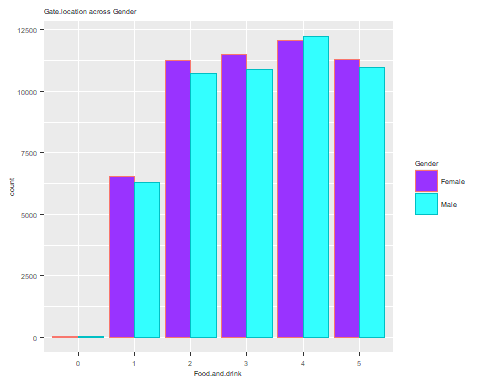 Gate.location across Gender
12500
10000
7500
5000
2500
0
count
0 1 2 3 4 5
Food.and.drink
Gender
Female
Male